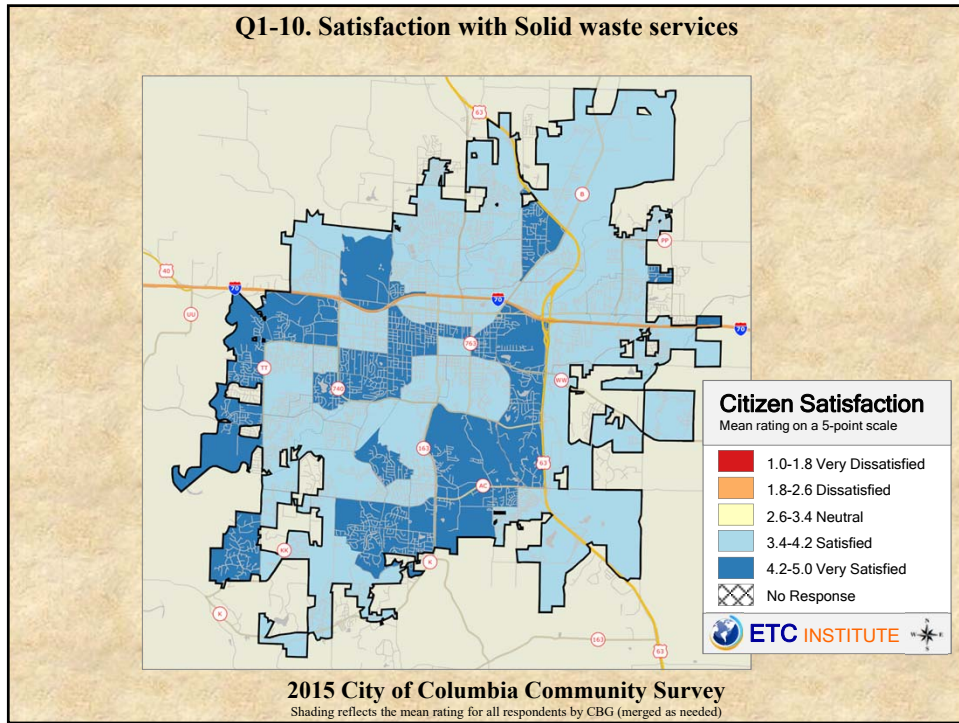 Q1-10. Satisfaction with Solid waste services
63
B
PP
40
70
UU
70
763
70
TT
740
WW
163
63
AC
KK
K
K
163
63
Citizen Satisfaction
Mean rating on a 5-point scale
1.0-1.8 Very Dissatisfied
1.8-2.6 Dissatisfied
2.6-3.4 Neutral
3.4-4.2 Satisfied
4.2-5.0 Very Satisfied
No Response
ETC INSTITUTE
N
W E
S
2015 City of Columbia Community Survey
Shading reflects the mean rating for all respondents by CBG (merged as needed)